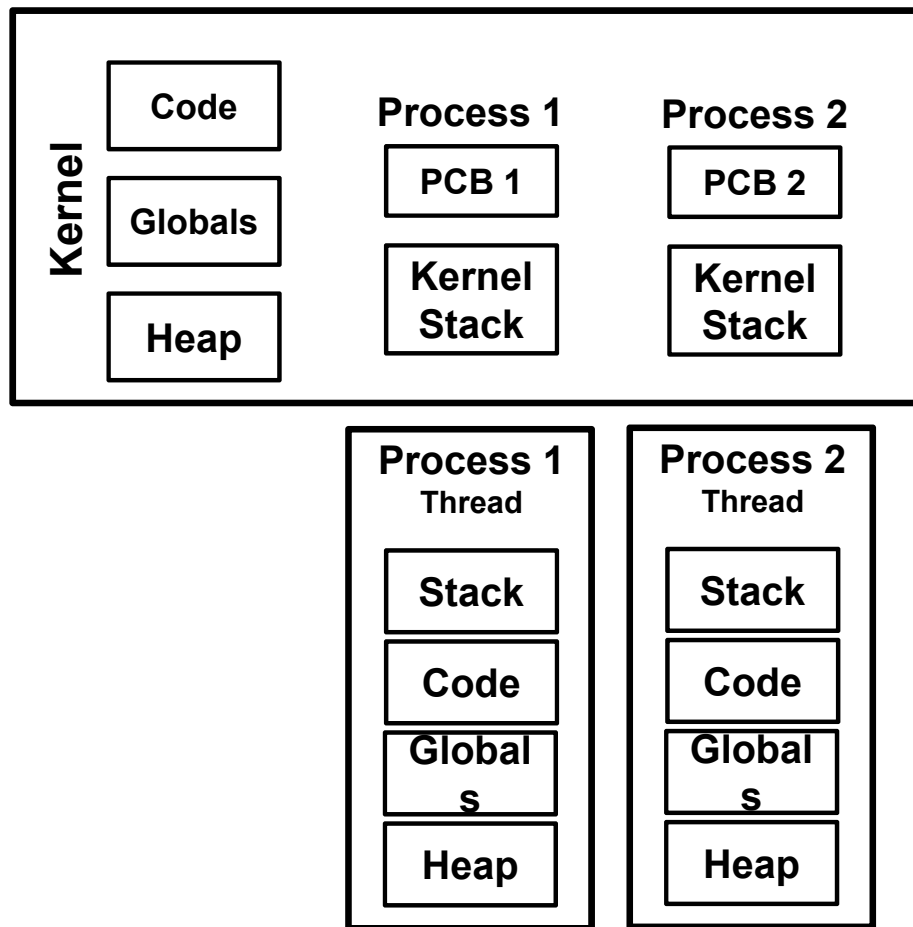 Kernel
Code
Globals
Heap
Process 1
PCB 1
Kernel
Stack
Process 2
PCB 2
Kernel
Stack
Process 1
Thread
Stack
Code
Global
s
Heap
Process 2
Thread
Stack
Code
Global
s
Heap